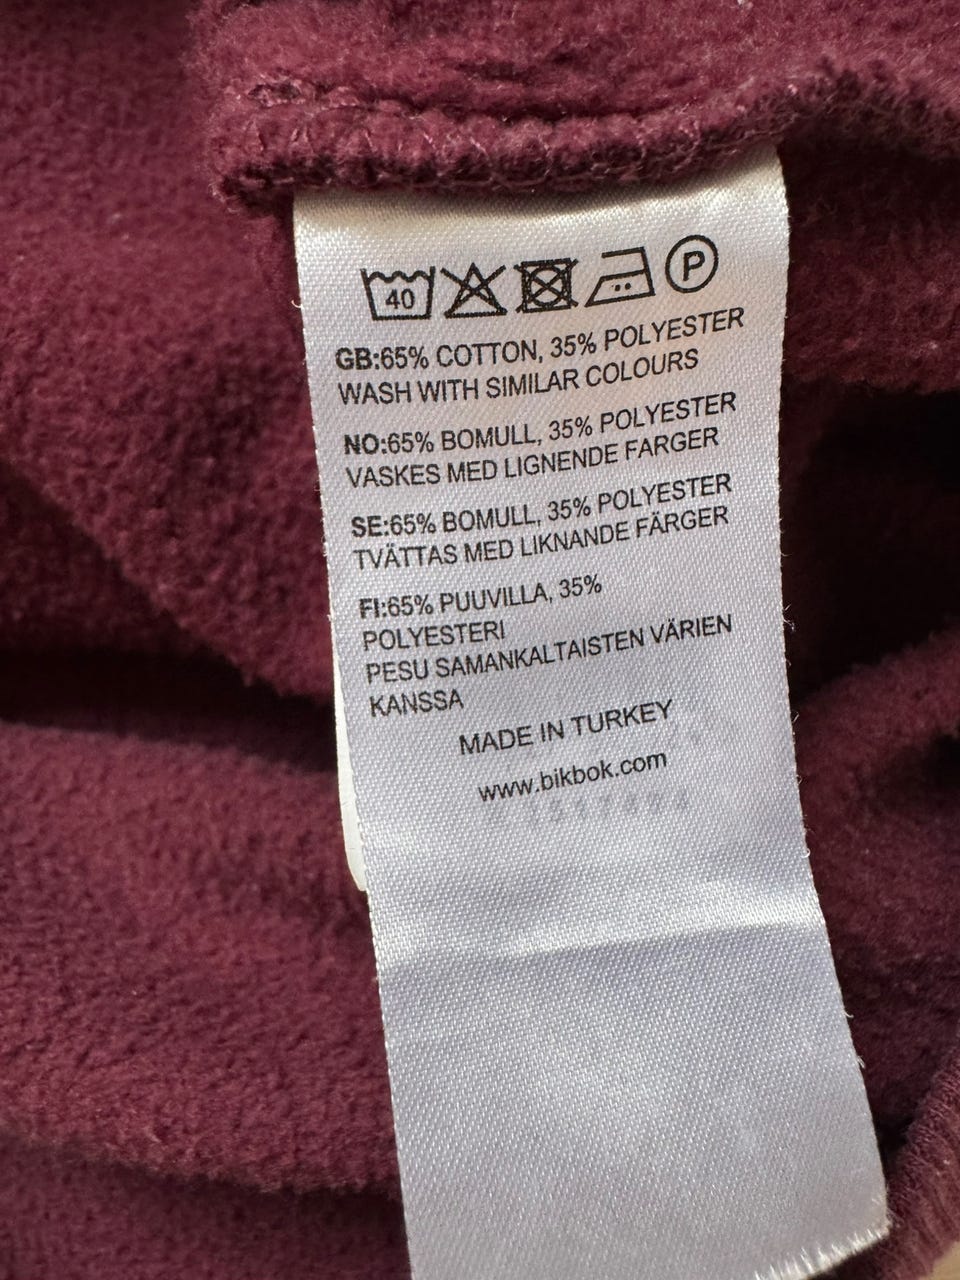 40 P
GB:65% COTTON, 35% POLYESTER
WASH WITH SIMILAR COLOURS
NO:65% BOMULL, 35% POLYESTER
VASKES MED LIGNENDE FARGER
SE:65% BOMULL, 35% POLYESTER
TVÄTTAS MED LIKNANDE FÄRGER
FI:65% PUUVILLA, 35%
POLYESTERI
PESU SAMANKALTAISTEN VÄRIEN
KANSSA
MADE IN TURKEY
www.bikbok.com